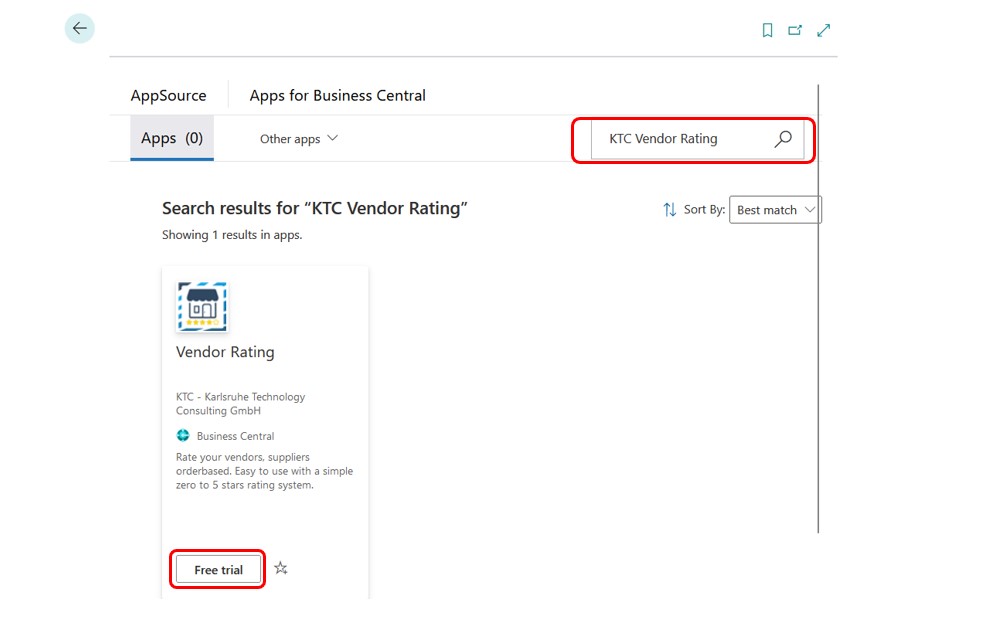 AppSource
Apps for Business Central
Apps (0)
Other apps
KTC Vendor Rating
Search results for “KTC Vendor Rating”
Sort By:
Best match
Showing 1 results in apps.
Vendor Rating
KTC - Karlsruhe Technology
Consulting GmbH
Business Central
Rate your vendors, suppliers
orderbased. Easy to use with a simple
zero to 5 stars rating system.
Free trial